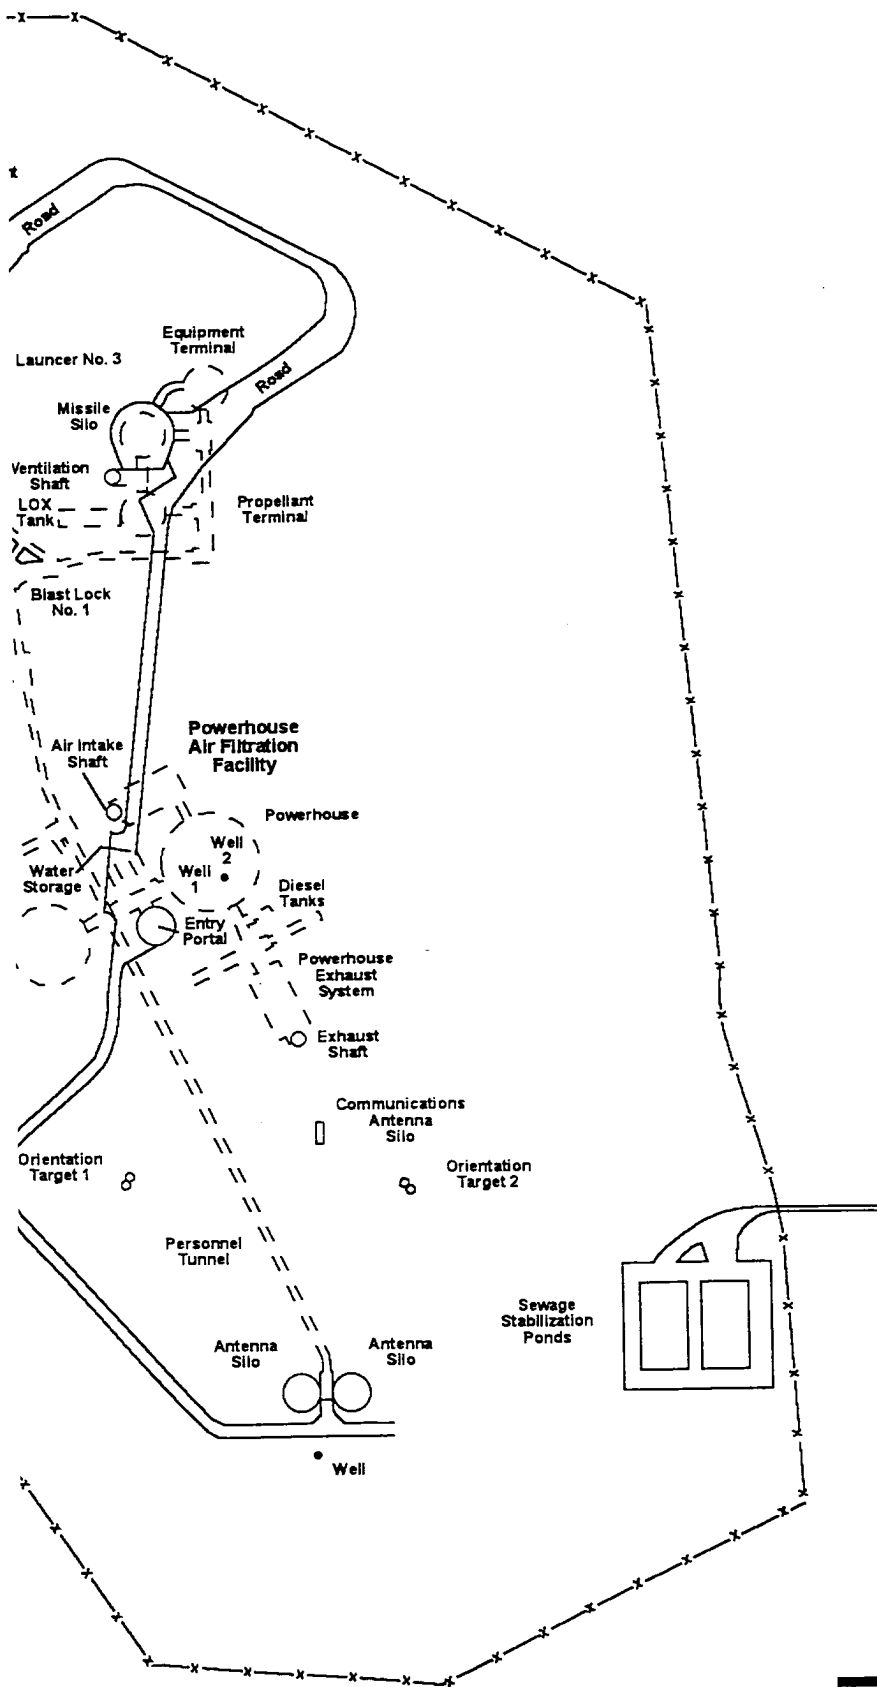 Road
Equipment
Terminal
Launcer No. 3
Road
Missile
Silo
Ventilation
Shaft
LOX
Tank
Propellant
Terminal
Blast Lock
No. 1
Powerhouse
Air Filtration
Facility
Air Intake
Shaft
Powerhouse
Well
2
Water
Storage
Well
1
Diesel
Tanks
Entry
Portal
Powerhouse
Exhaust
System
Exhaust
Shaft
Communications
Antenna
Silo
Orientation
Target 1
Orientation
Target 2
Personnel
Tunnel
Sewage
Stabilization
Ponds
Antenna
Silo
Antenna
Silo
Well